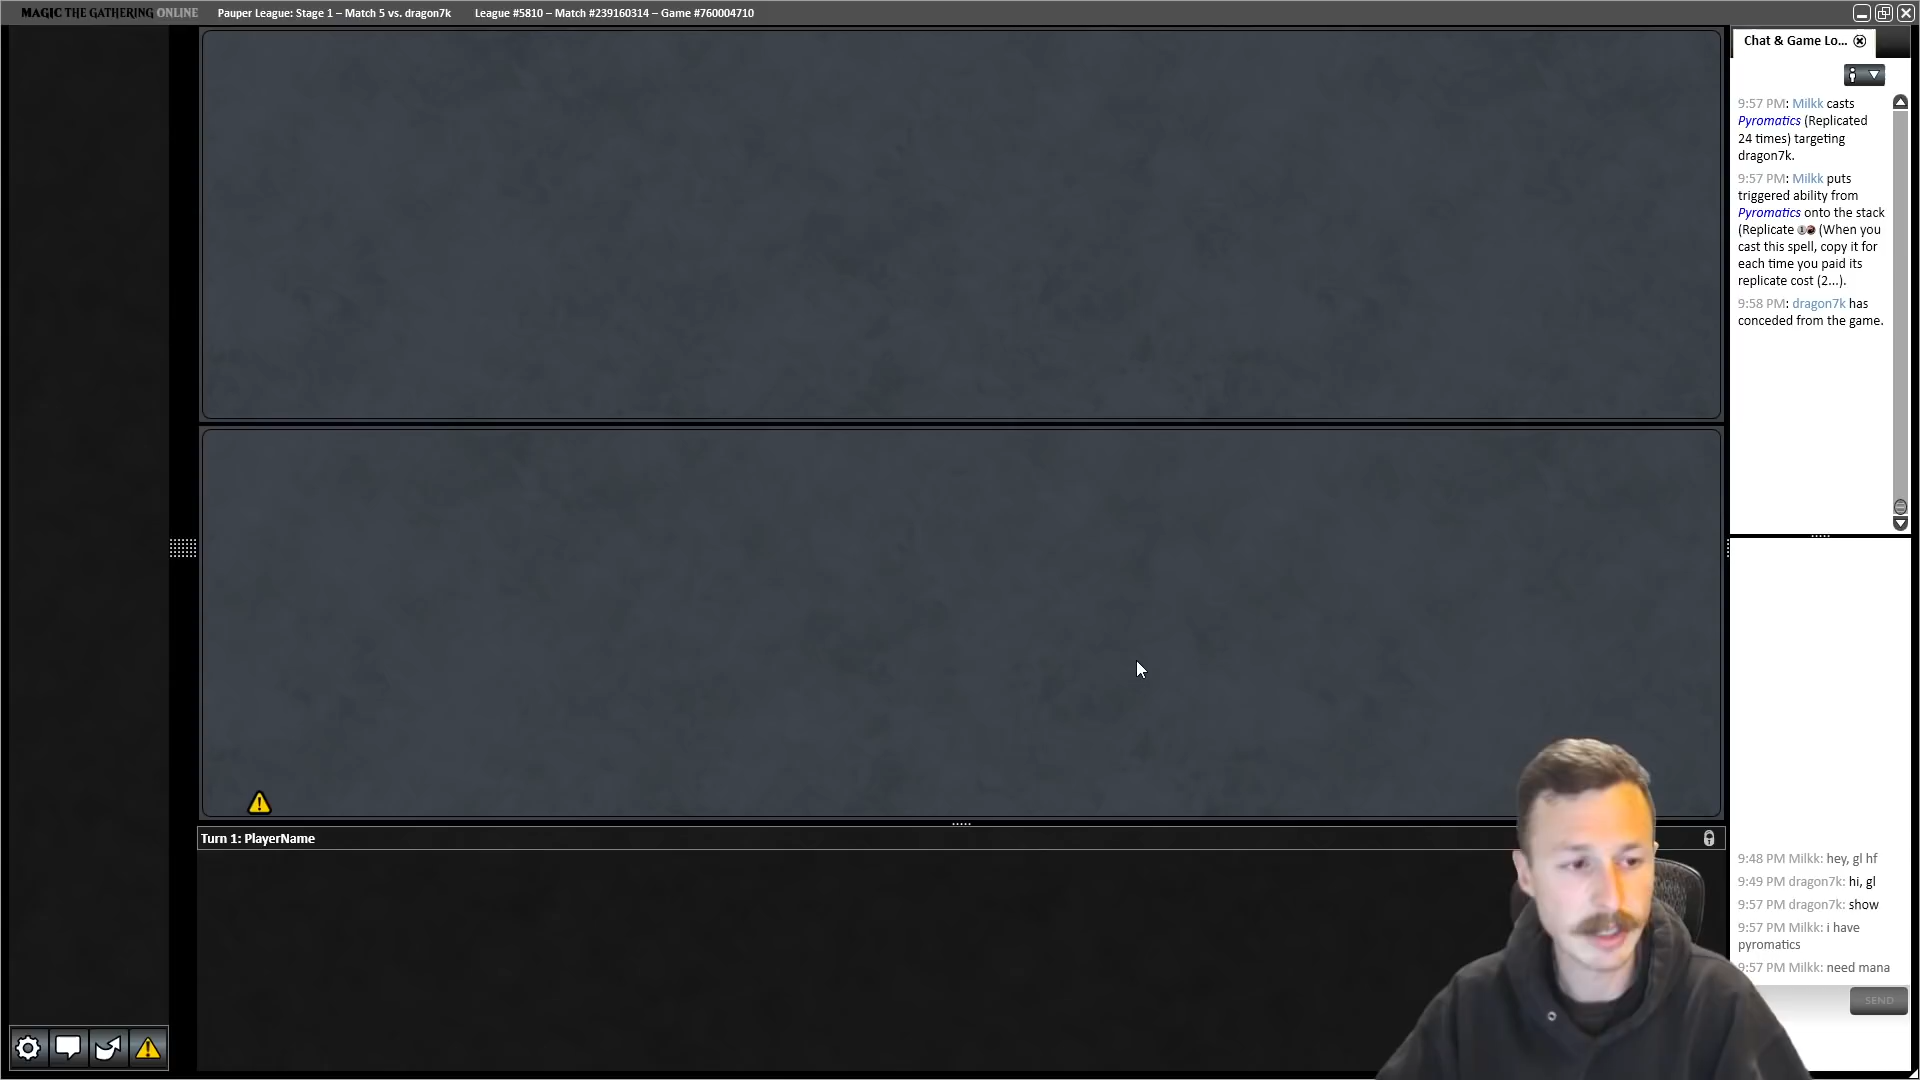 MAGIC THE GATHERING ONLINE Pauper League: Stage 1 – Match 5 vs. dragon7k League #5810 – Match #239160314 – Game #760004710
Chat & Game Lo...
9:57 PM: Milkk casts
Pyromatics (Replicated
24 times) targeting
dragon7k.
9:57 PM: Milkk puts
triggered ability from
Pyromatics onto the stack
(Replicate 1 (When you
cast this spell, copy it for
each time you paid its
replicate cost (2...).
9:58 PM: dragon7k has
conceded from the game.
Turn 1: PlayerName
9:48 PM Milkk: hey, gl hf
9:49 PM dragon7k: hi, gl
9:57 PM dragon7k: show
9:57 PM Milkk: i have
pyromatics
9:57 PM Milkk: need mana
SEND